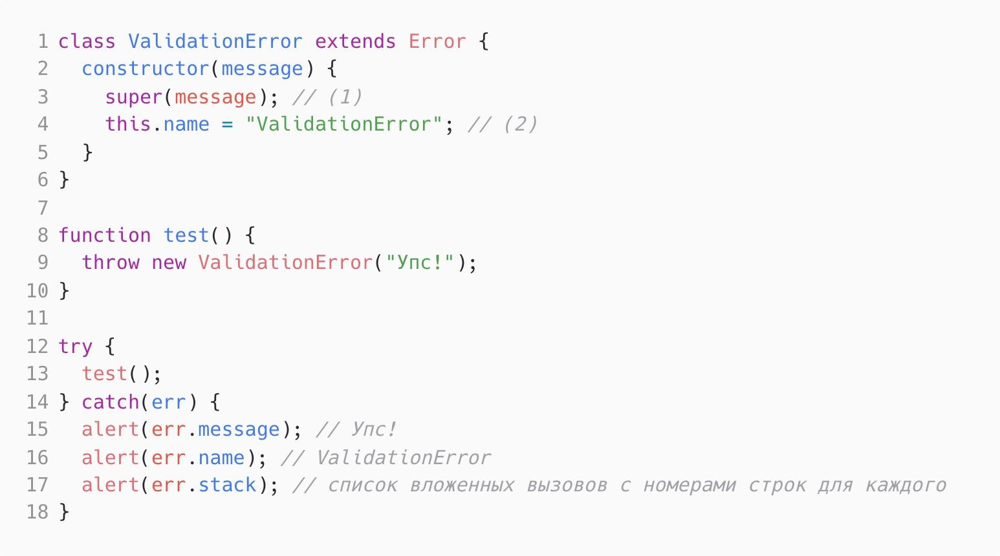 1 class ValidationError extends Error {
2   constructor(message) {
3     super(message); // (1)
4     this.name = "ValidationError"; // (2)
5   }
6 }
7
8 function test() {
9   throw new ValidationError("Упс!");
10 }
11
12 try {
13   test();
14 } catch(err) {
15   alert(err.message); // Упс!
16   alert(err.name); // ValidationError
17   alert(err.stack); // список вложенных вызовов с номерами строк для каждого
18 }